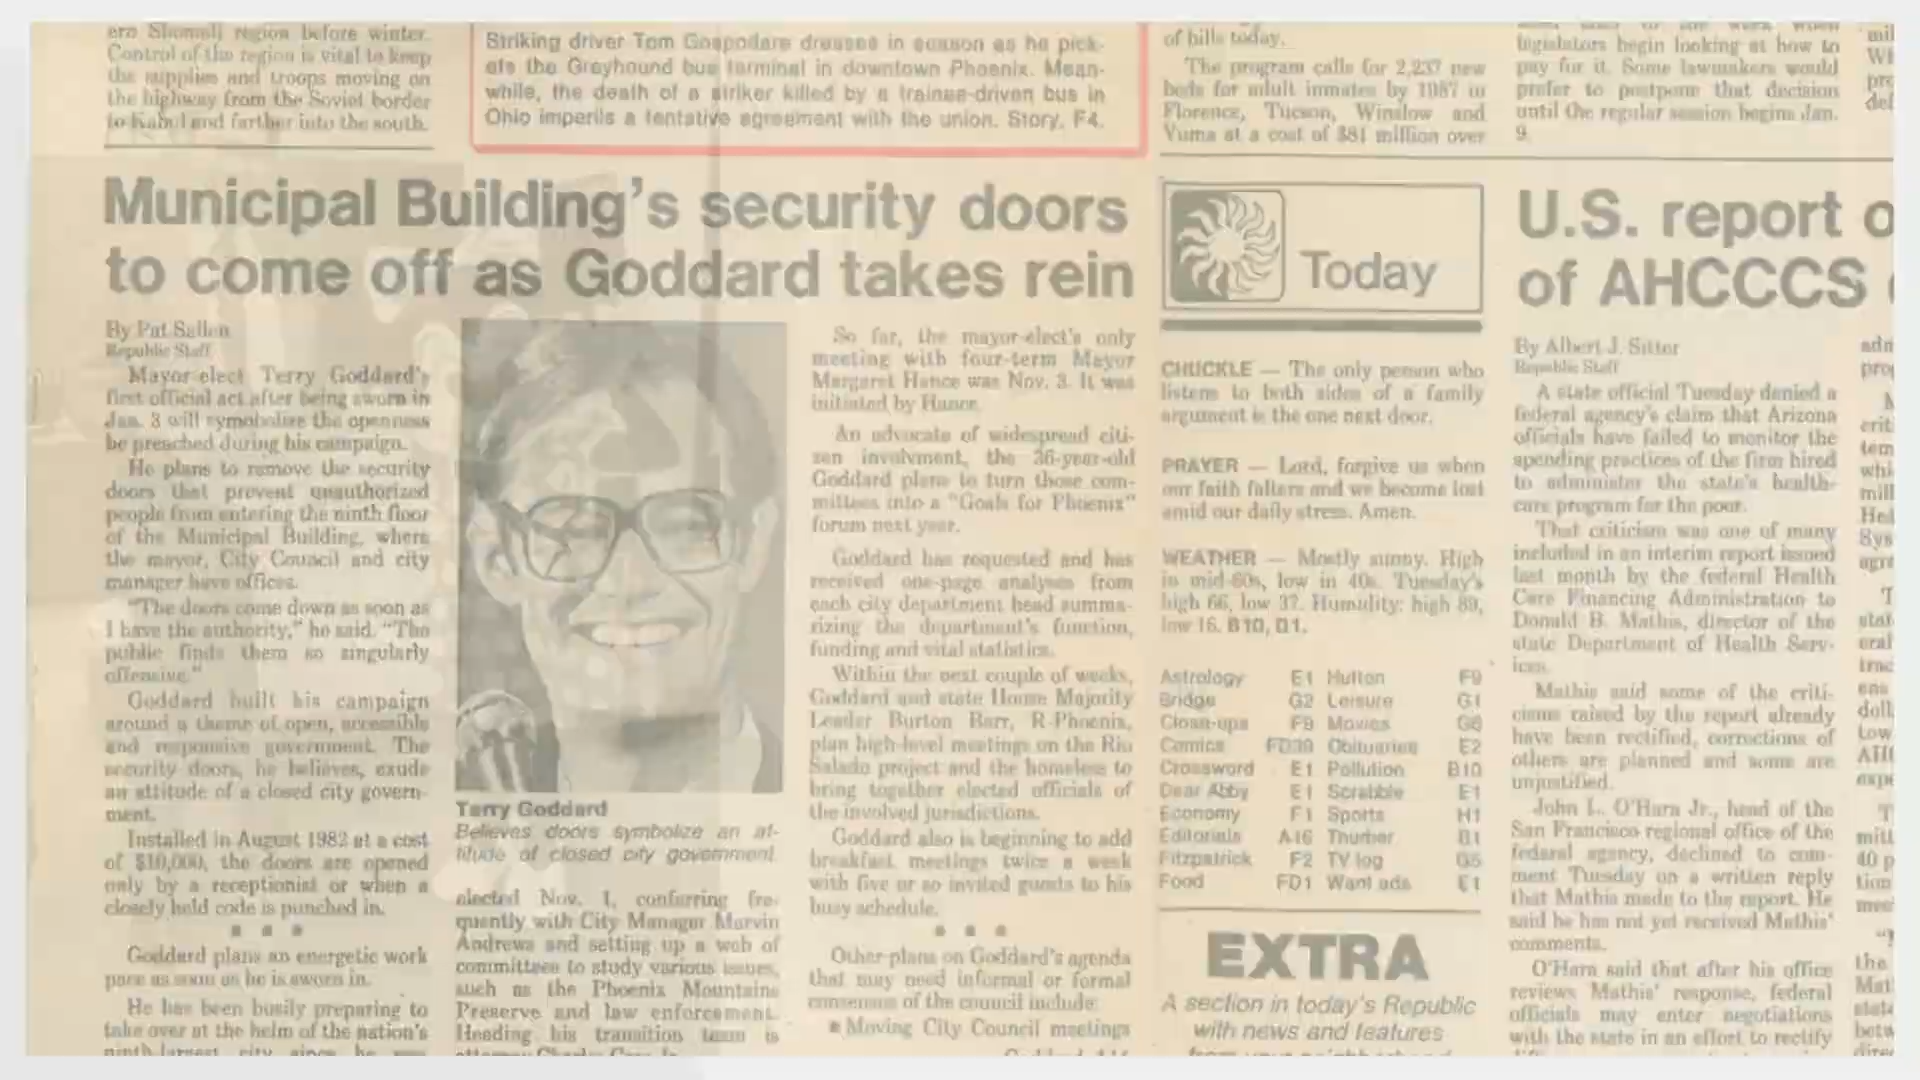 ern Shomali region before winter.
Control of the region is vital to keep
the supplies and troops moving on
the highway from the Soviet border
to Kabul and farther into the south.
Striking driver Tom Gospodare dresses in season as he pick-
ets the Greyhound bus terminal in downtown Phoenix. Mean-
while, the death of a striker killed by a trainee-driven bus in
Ohio imperils a tentative agreement with the union. Story, F4.
of bills today.
The program calls for 2,237 new
beds for adult inmates by 1987 in
Florence, Tucson, Winslow and
Yuma at a cost of $81 million over
legislators begin looking at how to
pay for it. Some lawmakers would
prefer to postpone that decision
until the regular session begins Jan.
9.
Municipal Building's security doors
to come off as Goddard takes rein
By Pat Sallen
Republic Staff
Mayor-elect Terry Goddard's
first official act after being sworn in
Jan. 3 will symobolize the openness
he preached during his campaign.
He plans to remove the security
doors that prevent unauthorized
people from entering the ninth floor
of the Municipal Building, where
the mayor, City Council and city
manager have offices.
"The doors come down as soon as
I have the authority," he said. "The
public finds them so singularly
offensive."
Goddard built his campaign
around a theme of open, accessible
and responsive government. The
security doors, he believes, exude
an attitude of a closed city govern-
ment.
Installed in August 1982 at a cost
of $10,000, the doors are opened
only by a receptionist or when a
closely held code is punched in.
Goddard plans an energetic work
pace as soon as he is sworn in.
He has been busily preparing to
take over at the helm of the nation's
ninth-largest city since he was
Terry Goddard
Believes doors symbolize an at-
titude of closed city government.
elected Nov. 1, conferring fre-
quently with City Manager Marvin
Andrews and setting up a web of
committees to study various issues,
such as the Phoenix Mountains
Preserve and law enforcement.
Heading his transition team is
So far, the mayor-elect's only
meeting with four-term Mayor
Margaret Hance was Nov. 3. It was
initiated by Hance.
An advocate of widespread citi-
zen involvment, the 36-year-old
Goddard plans to turn those com-
mittees into a "Goals for Phoenix"
forum next year.
Goddard has requested and has
received one-page analyses from
each city department head summa-
rizing the department's function,
funding and vital statistics.
Within the next couple of weeks,
Goddard and state House Majority
Leader Burton Barr, R-Phoenix,
plan high-level meetings on the Rio
Salado project and the homeless to
bring together elected officials of
the involved jurisdictions.
Goddard also is beginning to add
breakfast meetings twice a week
with five or so invited guests to his
busy schedule.
Other plans on Goddard's agenda
that may need informal or formal
consensus of the council include:
■ Moving City Council meetings
Today
CHUCKLE — The only person who
listens to both sides of a family
argument is the one next door.
PRAYER — Lord, forgive us when
our faith falters and we become lost
amid our daily stress. Amen.
WEATHER — Mostly sunny. High
in mid-60s, low in 40s. Tuesday's
high 66, low 37. Humidity: high 89,
low 16. B10, D1.
Astrology E1 Hutton F9
Bridge G2 Leisure G1
Close-ups F9 Movies G6
Comics FD39 Obituaries E2
Crossword E1 Pollution B10
Dear Abby E1 Scrabble E1
Economy F1 Sports H1
Editorials A16 Thurber B1
Fitzpatrick F2 TV log G5
Food FD1 Want ads E1
EXTRA
A section in today's Republic
with news and features
U.S. report o
of AHCCCS
By Albert J. Sitter
Republic Staff
A state official Tuesday denied a
federal agency's claim that Arizona
officials have failed to monitor the
spending practices of the firm hired
to administer the state's health-
care program for the poor.
That criticism was one of many
included in an interim report issued
last month by the federal Health
Care Financing Administration to
Donald B. Mathis, director of the
state Department of Health Serv-
ices.
Mathis said some of the criti-
cisms raised by the report already
have been rectified, corrections of
others are planned and some are
unjustified.
John L. O'Hara Jr., head of the
San Francisco regional office of the
federal agency, declined to com-
ment Tuesday on a written reply
that Mathis made to the report. He
said he has not yet received Mathis'
comments.
O'Hara said that after his office
reviews Mathis' response, federal
officials may enter negotiations
with the state in an effort to rectify